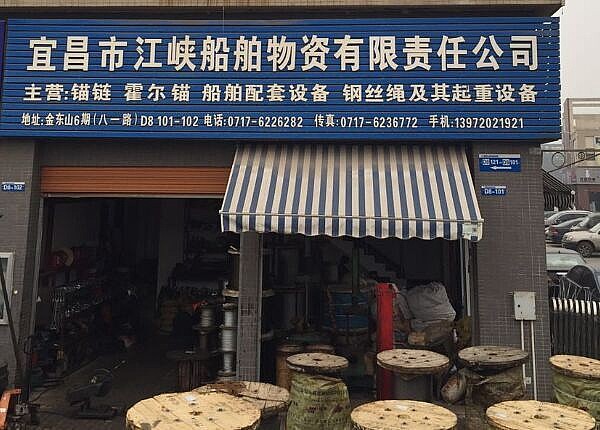 宜昌市江峡船舶物资有限责任公司
主营:锚链 霍尔锚 船舶配套设备 钢丝绳及其起重设备
地址:金东山6期(八一路)D8 101-102 电话:0717-6226282 传真:0717-6236772 手机:13972021921
D8-102
D8-101